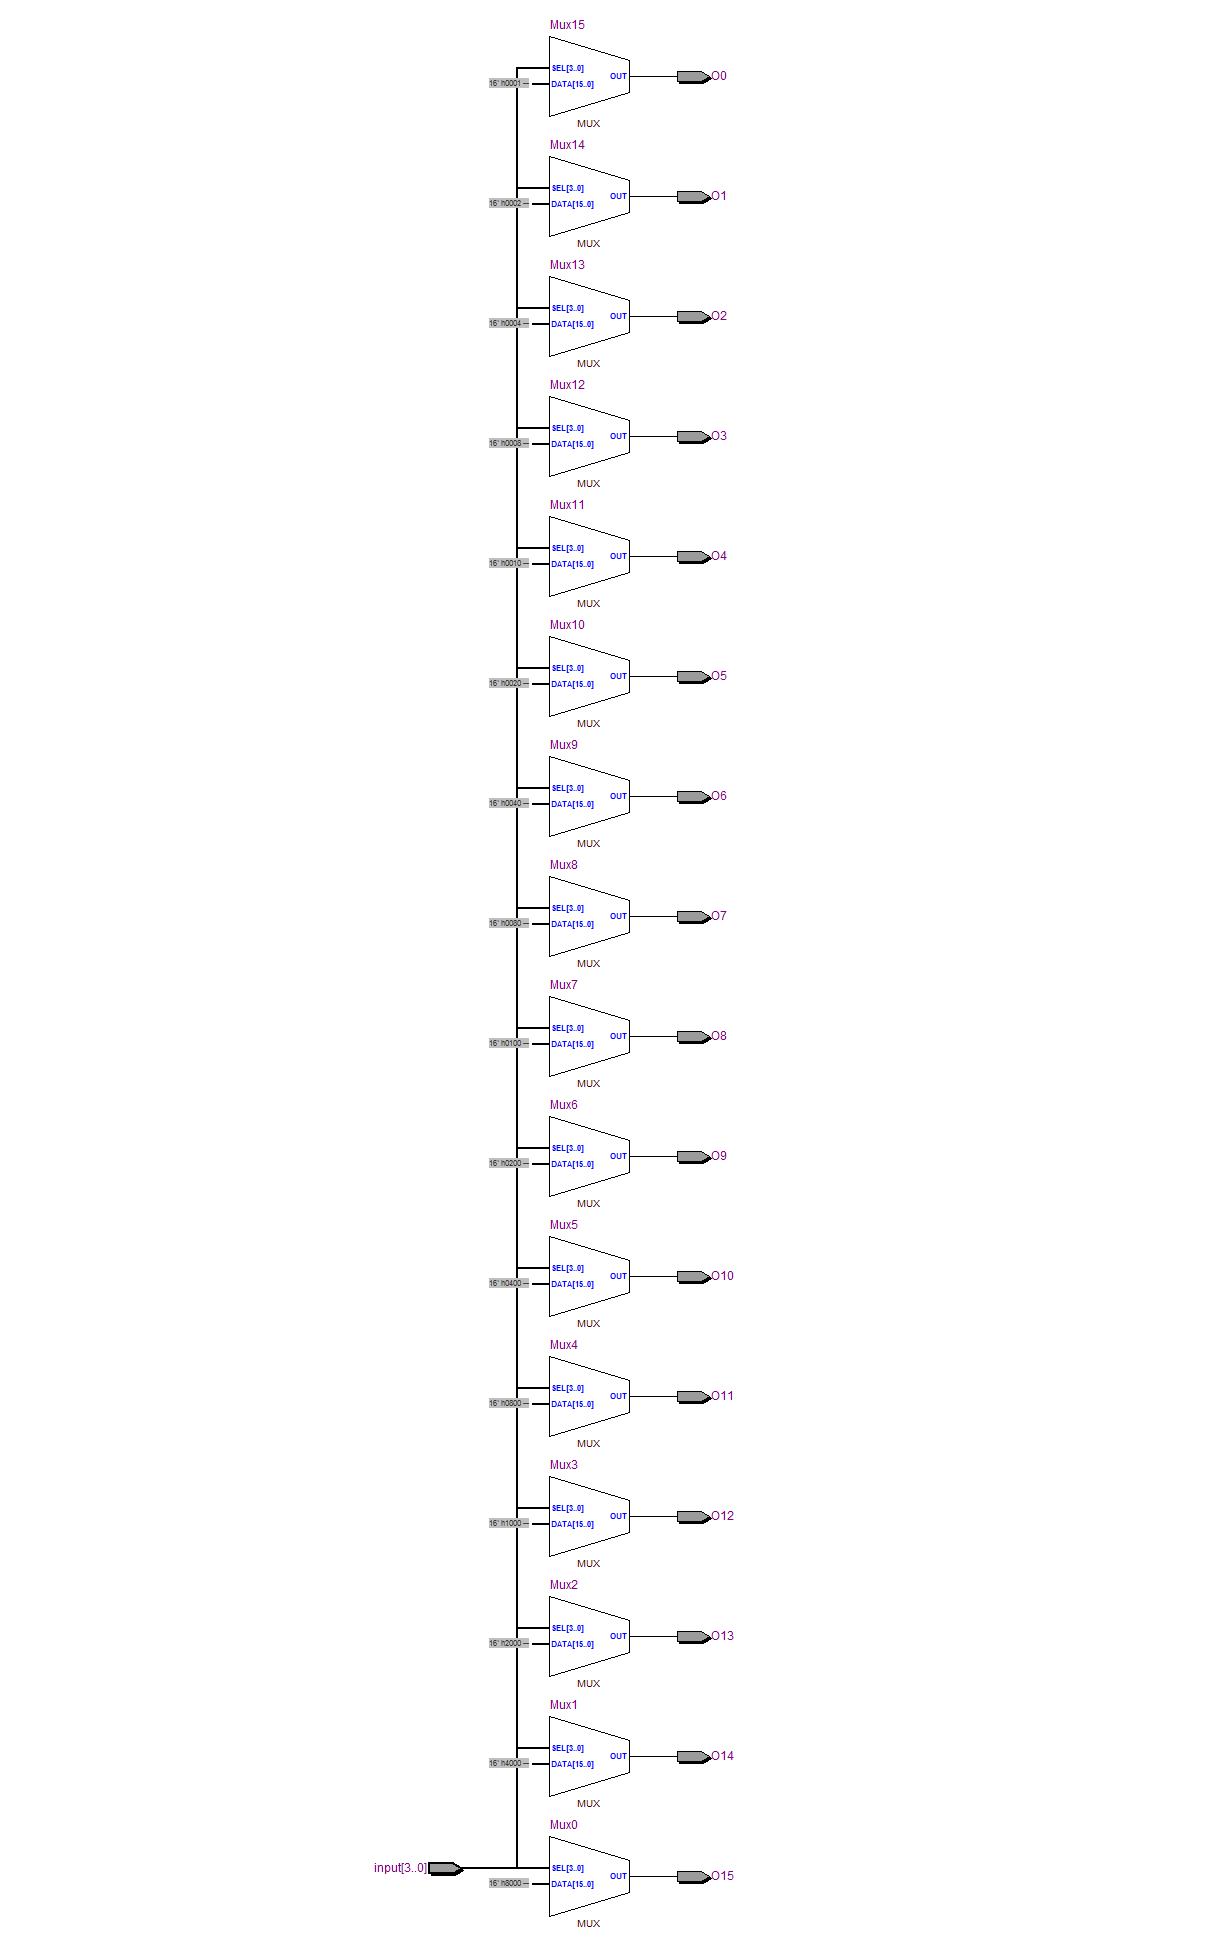 Mux15
SEL[3..0]
16' h0001 DATA[15..0] OUT O0
MUX
Mux14
SEL[3..0]
16' h0002 DATA[15..0] OUT O1
MUX
Mux13
SEL[3..0]
16' h0004 DATA[15..0] OUT O2
MUX
Mux12
SEL[3..0]
16' h0008 DATA[15..0] OUT O3
MUX
Mux11
SEL[3..0]
16' h0010 DATA[15..0] OUT O4
MUX
Mux10
SEL[3..0]
16' h0020 DATA[15..0] OUT O5
MUX
Mux9
SEL[3..0]
16' h0040 DATA[15..0] OUT O6
MUX
Mux8
SEL[3..0]
16' h0080 DATA[15..0] OUT O7
MUX
Mux7
SEL[3..0]
16' h0100 DATA[15..0] OUT O8
MUX
Mux6
SEL[3..0]
16' h0200 DATA[15..0] OUT O9
MUX
Mux5
SEL[3..0]
16' h0400 DATA[15..0] OUT O10
MUX
Mux4
SEL[3..0]
16' h0800 DATA[15..0] OUT O11
MUX
Mux3
SEL[3..0]
16' h1000 DATA[15..0] OUT O12
MUX
Mux2
SEL[3..0]
16' h2000 DATA[15..0] OUT O13
MUX
Mux1
SEL[3..0]
16' h4000 DATA[15..0] OUT O14
MUX
Mux0
input[3..0] SEL[3..0]
16' h8000 DATA[15..0] OUT O15
MUX